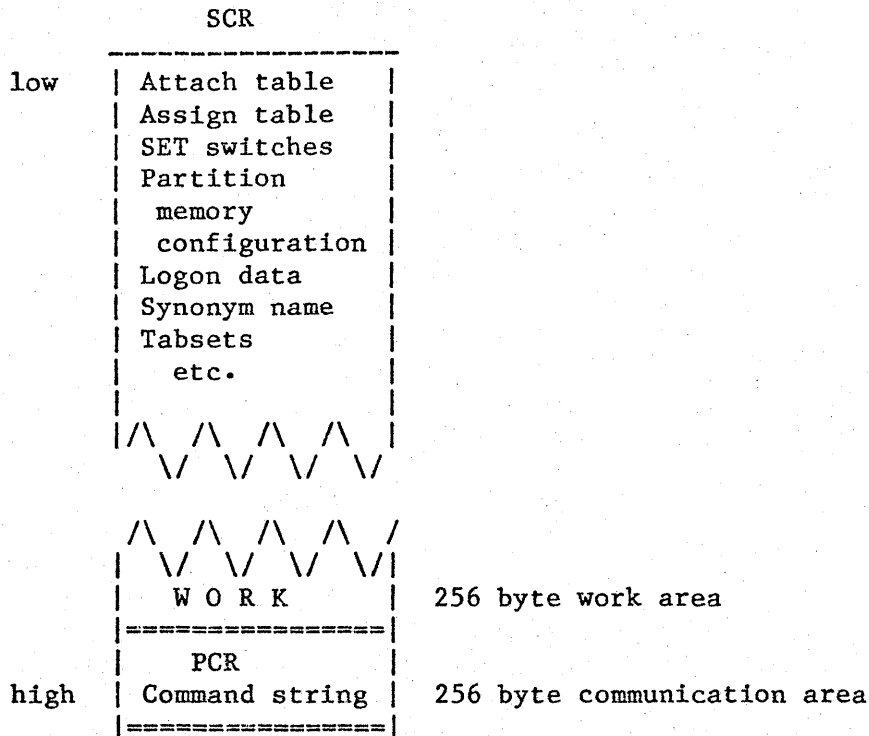 SCR
------------------
low | Attach table |
| Assign table |
| SET switches |
| Partition |
| memory |
| configuration |
| Logon data |
| Synonym name |
| Tabsets |
| etc. |
| |
|/\ /\ /\ /\ |
\/ \/ \/ \/
/\ /\ /\ /\ /
| \/ \/ \/ \/|
| W O R K | 256 byte work area
|================|
| PCR |
high | Command string | 256 byte communication area
|================|